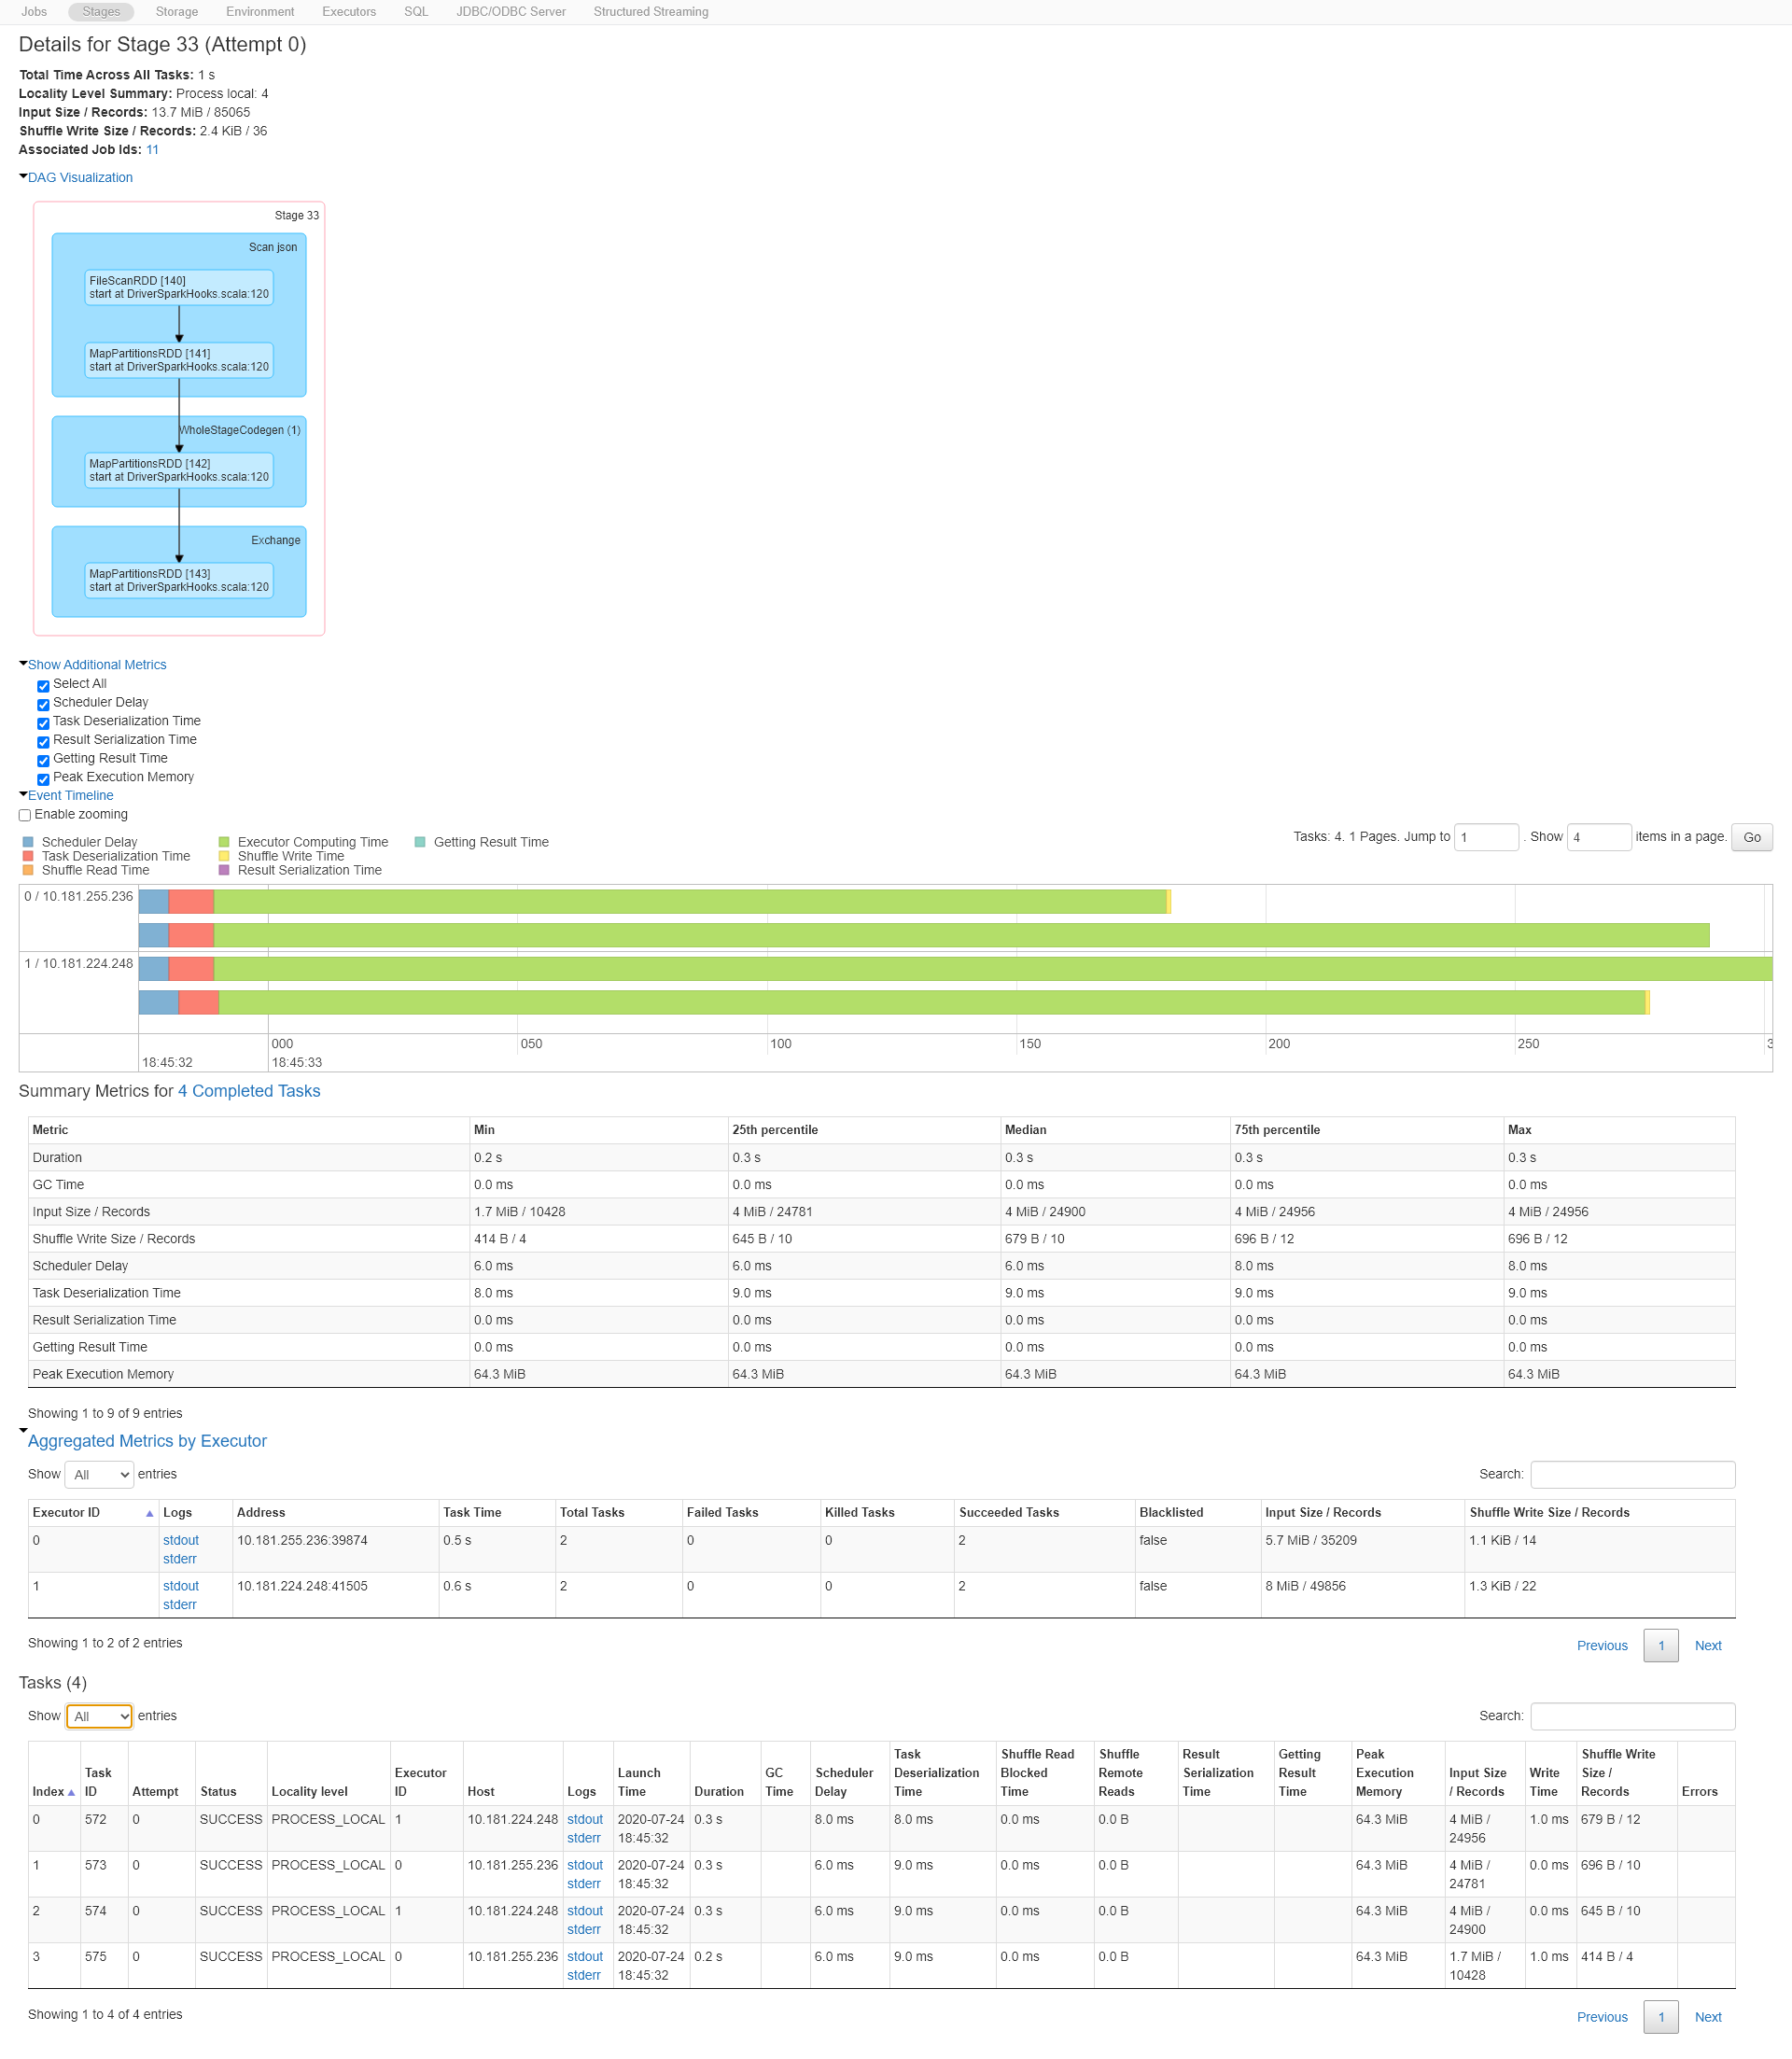 Jobs Stages Storage Environment Executors SQL JDBC/ODBC Server Structured Streaming
Details for Stage 33 (Attempt 0)
Total Time Across All Tasks: 1 s
Locality Level Summary: Process local: 4
Input Size / Records: 13.7 MiB / 85065
Shuffle Write Size / Records: 2.4 KiB / 36
Associated Job Ids: 11
DAG Visualization
Stage 33
Scan json
FileScanRDD [140]
start at DriverSparkHooks.scala:120
MapPartitionsRDD [141]
start at DriverSparkHooks.scala:120
WholeStageCodegen (1)
MapPartitionsRDD [142]
start at DriverSparkHooks.scala:120
Exchange
MapPartitionsRDD [143]
start at DriverSparkHooks.scala:120
Show Additional Metrics
Select All
Scheduler Delay
Task Deserialization Time
Result Serialization Time
Getting Result Time
Peak Execution Memory
Event Timeline
Enable zooming
Tasks: 4. 1 Pages. Jump to 1 . Show 4 items in a page. Go
Scheduler Delay Executor Computing Time Getting Result Time
Task Deserialization Time Shuffle Write Time
Shuffle Read Time Result Serialization Time
0 / 10.181.255.236
1 / 10.181.224.248
000 050 100 150 200 250 3
18:45:32 18:45:33
Summary Metrics for 4 Completed Tasks
Metric Min 25th percentile Median 75th percentile Max
Duration 0.2 s 0.3 s 0.3 s 0.3 s 0.3 s
GC Time 0.0 ms 0.0 ms 0.0 ms 0.0 ms 0.0 ms
Input Size / Records 1.7 MiB / 10428 4 MiB / 24781 4 MiB / 24900 4 MiB / 24956 4 MiB / 24956
Shuffle Write Size / Records 414 B / 4 645 B / 10 679 B / 10 696 B / 12 696 B / 12
Scheduler Delay 6.0 ms 6.0 ms 6.0 ms 8.0 ms 8.0 ms
Task Deserialization Time 8.0 ms 9.0 ms 9.0 ms 9.0 ms 9.0 ms
Result Serialization Time 0.0 ms 0.0 ms 0.0 ms 0.0 ms 0.0 ms
Getting Result Time 0.0 ms 0.0 ms 0.0 ms 0.0 ms 0.0 ms
Peak Execution Memory 64.3 MiB 64.3 MiB 64.3 MiB 64.3 MiB 64.3 MiB
Showing 1 to 9 of 9 entries
Aggregated Metrics by Executor
Show All entries Search:
Executor ID Logs Address Task Time Total Tasks Failed Tasks Killed Tasks Succeeded Tasks Blacklisted Input Size / Records Shuffle Write Size / Records
0 stdout 10.181.255.236:39874 0.5 s 2 0 0 2 false 5.7 MiB / 35209 1.1 KiB / 14
stderr
1 stdout 10.181.224.248:41505 0.6 s 2 0 0 2 false 8 MiB / 49856 1.3 KiB / 22
stderr
Showing 1 to 2 of 2 entries Previous 1 Next
Tasks (4)
Show All entries Search:
Task Executor Launch GC Scheduler Task Deserialization Shuffle Read Blocked Shuffle Remote Result Serialization Getting Result Peak Execution Input Size Write Shuffle Write Size /
Index ID Attempt Status Locality level ID Host Logs Time Duration Time Delay Time Time Reads Time Time Memory / Records Time Records Errors
0 572 0 SUCCESS PROCESS_LOCAL 1 10.181.224.248 stdout 2020-07-24 0.3 s 8.0 ms 8.0 ms 0.0 ms 0.0 B 64.3 MiB 4 MiB / 1.0 ms 679 B / 12
stderr 18:45:32 24956
1 573 0 SUCCESS PROCESS_LOCAL 0 10.181.255.236 stdout 2020-07-24 0.3 s 6.0 ms 9.0 ms 0.0 ms 0.0 B 64.3 MiB 4 MiB / 0.0 ms 696 B / 10
stderr 18:45:32 24781
2 574 0 SUCCESS PROCESS_LOCAL 1 10.181.224.248 stdout 2020-07-24 0.3 s 6.0 ms 9.0 ms 0.0 ms 0.0 B 64.3 MiB 4 MiB / 0.0 ms 645 B / 10
stderr 18:45:32 24900
3 575 0 SUCCESS PROCESS_LOCAL 0 10.181.255.236 stdout 2020-07-24 0.2 s 6.0 ms 9.0 ms 0.0 ms 0.0 B 64.3 MiB 1.7 MiB / 1.0 ms 414 B / 4
stderr 18:45:32 10428
Showing 1 to 4 of 4 entries Previous 1 Next